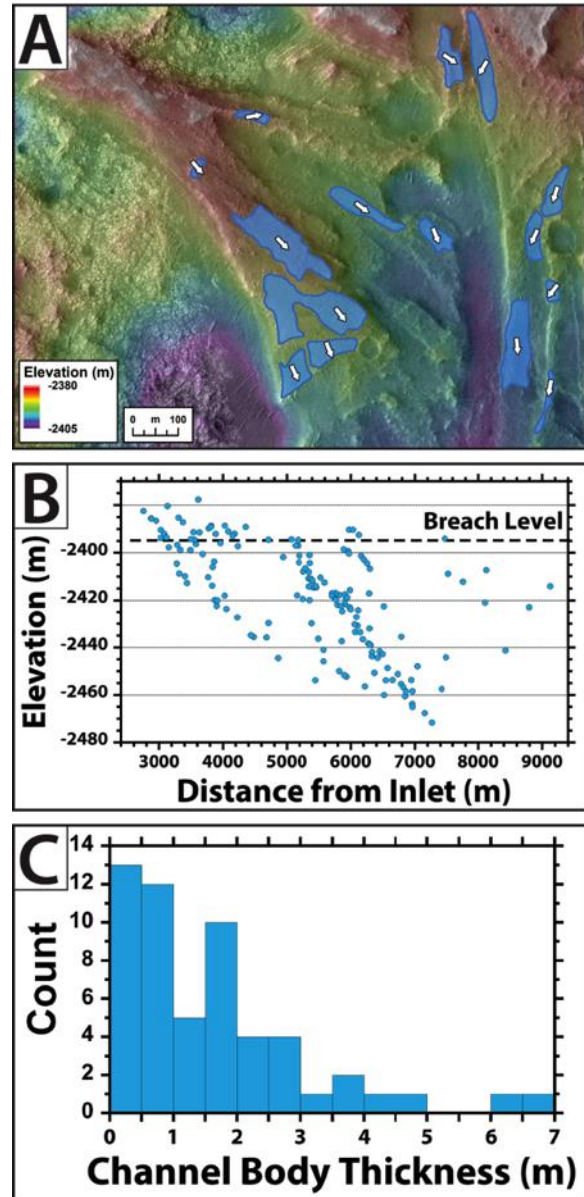 A
Elevation (m)
-2380
-2405
0 m 100
B
Breach Level
-2400
-2420
-2440
-2460
-2480
Elevation (m)
3000 4000 5000 6000 7000 8000 9000
Distance from Inlet (m)
C
14
12
10
8
6
4
2
0
Count
0 1 2 3 4 5 6 7
Channel Body Thickness (m)